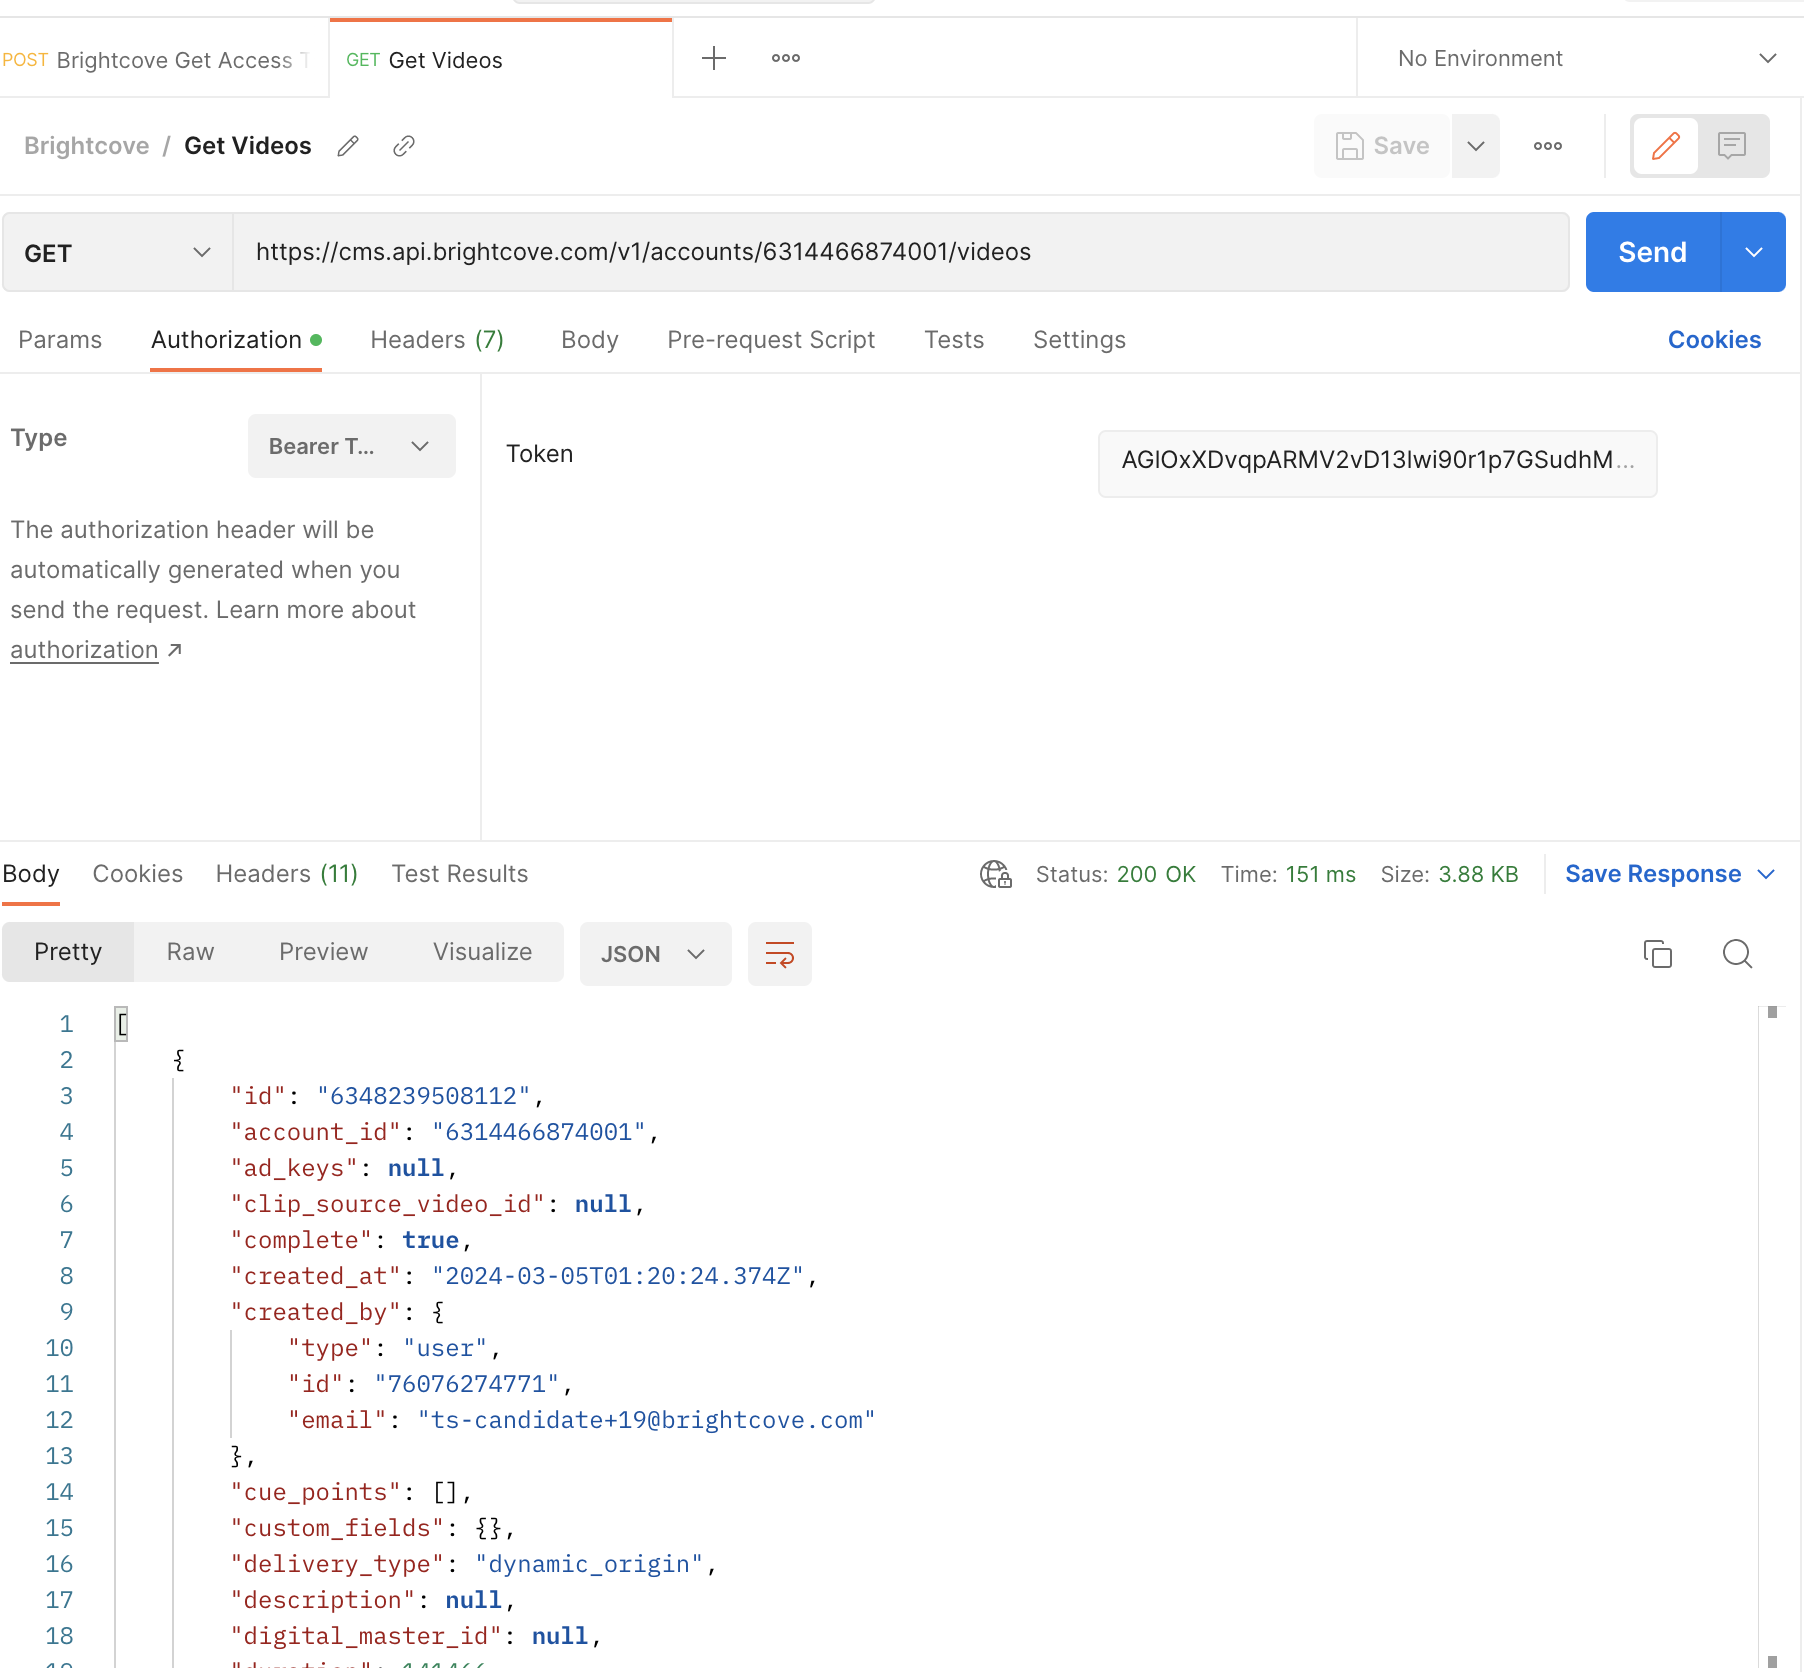 POST Brightcove Get Access T
GET Get Videos
No Environment
Brightcove / Get Videos
Save
GET
https://cms.api.brightcove.com/v1/accounts/6314466874001/videos
Send
Params Authorization Headers (7) Body Pre-request Script Tests Settings Cookies
Type
Bearer T...
Token
AGlOxXDvqpARMV2vD13lwi90r1p7GSudhM...
The authorization header will be
automatically generated when you
send the request. Learn more about
authorization ↗
Body Cookies Headers (11) Test Results
Status: 200 OK Time: 151 ms Size: 3.88 KB Save Response
Pretty Raw Preview Visualize JSON
1 [
2 {
3 "id": "6348239508112",
4 "account_id": "6314466874001",
5 "ad_keys": null,
6 "clip_source_video_id": null,
7 "complete": true,
8 "created_at": "2024-03-05T01:20:24.374Z",
9 "created_by": {
10 "type": "user",
11 "id": "76076274771",
12 "email": "ts-candidate+19@brightcove.com"
13 },
14 "cue_points": [],
15 "custom_fields": {},
16 "delivery_type": "dynamic_origin",
17 "description": null,
18 "digital_master_id": null,